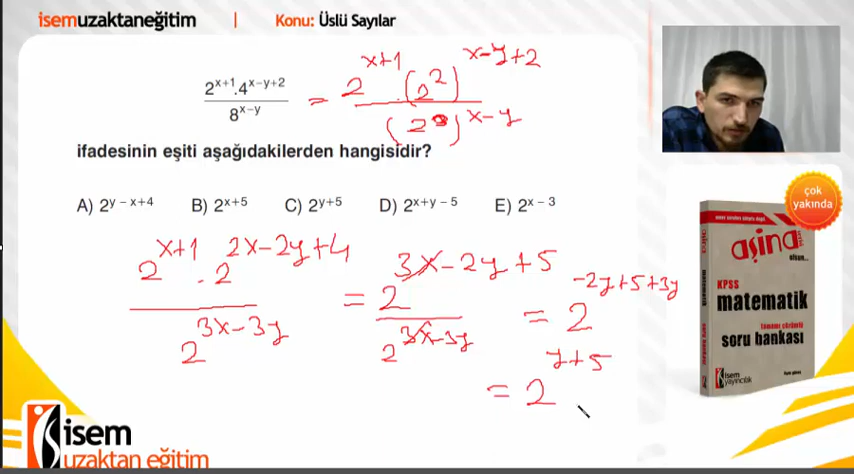 isemuzaktaneğitim | Konu: Üslü Sayılar
2^{x+1}.4^{x–y+2} / 8^{x–y} = 2^{x+1}.(2^2)^{x-y+2} / (2^3)^{x-y}
ifadesinin eşiti aşağıdakilerden hangisidir?
A) 2^{y – x+4} B) 2^{x+5} C) 2^{y+5} D) 2^{x+y – 5} E) 2^{x – 3}
2^{x+1}.2^{2x-2y+4} / 2^{3x-3y} = 2^{3x-2y+5} / 2^{3x-3y} = 2^{-2y+5+3y}
= 2^{y+5}
çok
yakında
aşina
olsun...
KPSS
matematik
tamamı çözümlü
soru bankası
isem
yayıncılık
isem
uzaktan eğitim